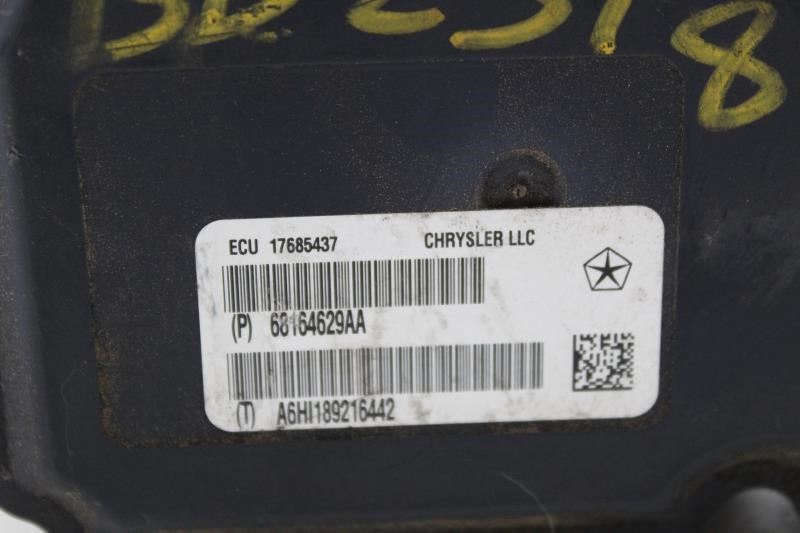 ECU 17685437 CHRYSLER LLC
(P) 68164629AA
(T) A6HI189216442